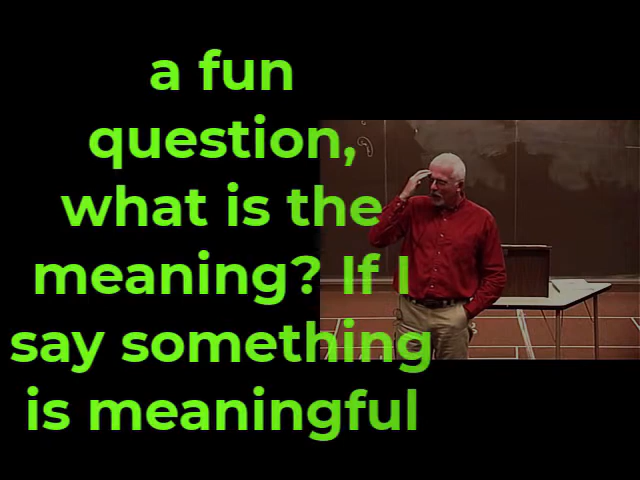 a fun
question,
what is the
meaning? If I
say something
is meaningful